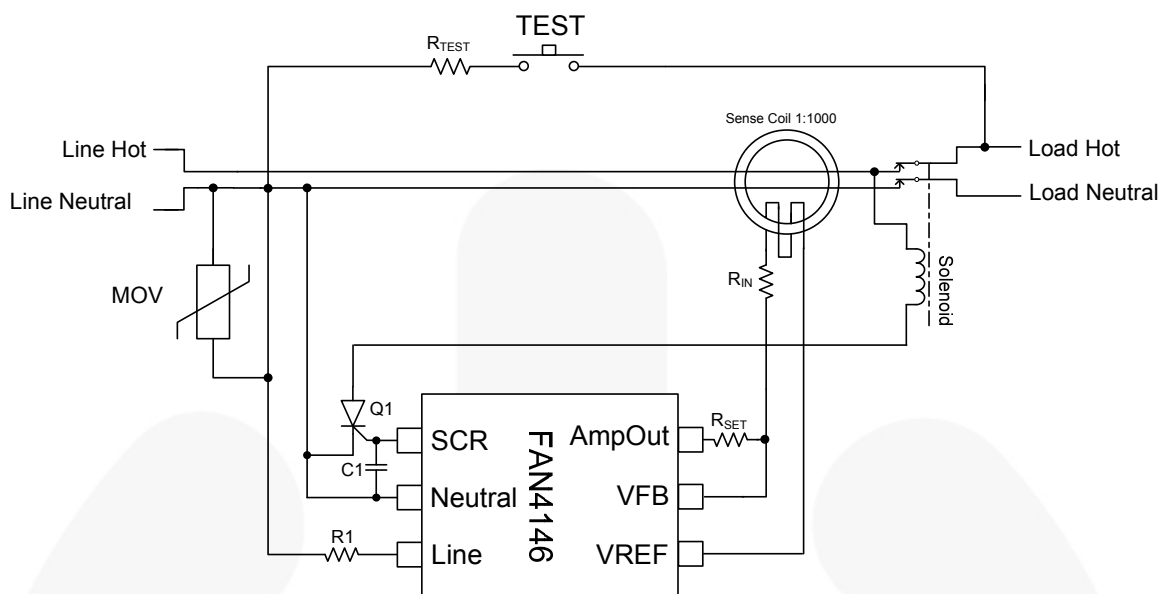 TEST
RTEST
Sense Coil 1:1000
Line Hot
Load Hot
Line Neutral
Load Neutral
MOV
RIN
Solenoid
Q1
C1
RSET
SCR
AmpOut
FAN4146
Neutral
VFB
R1
Line
VREF